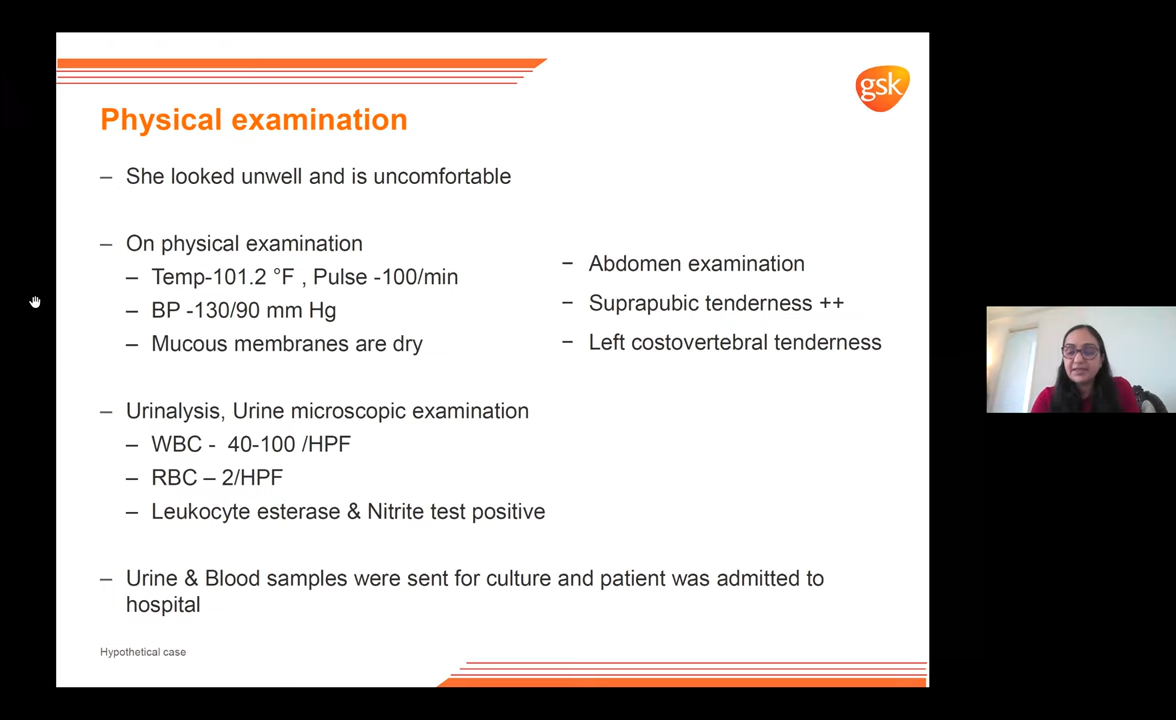 gsk
Physical examination
– She looked unwell and is uncomfortable
– On physical examination
– Temp-101.2 °F , Pulse -100/min
– BP -130/90 mm Hg
– Mucous membranes are dry
− Abdomen examination
− Suprapubic tenderness ++
− Left costovertebral tenderness
– Urinalysis, Urine microscopic examination
– WBC - 40-100 /HPF
– RBC – 2/HPF
– Leukocyte esterase & Nitrite test positive
– Urine & Blood samples were sent for culture and patient was admitted to
hospital
Hypothetical case